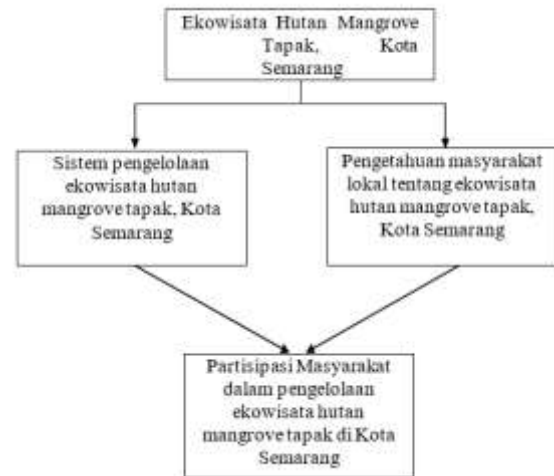 Ekowisata Hutan Mangrove
Tapak, Kota
Semarang
Sistem pengelolaan
ekowisata hutan
mangrove tapak, Kota
Semarang
Pengetahuan masyarakat
lokal tentang ekowisata
hutan mangrove tapak,
Kota Semarang
Partisipasi Masyarakat
dalam pengelolaan
ekowisata hutan
mangrove tapak di Kota
Semarang